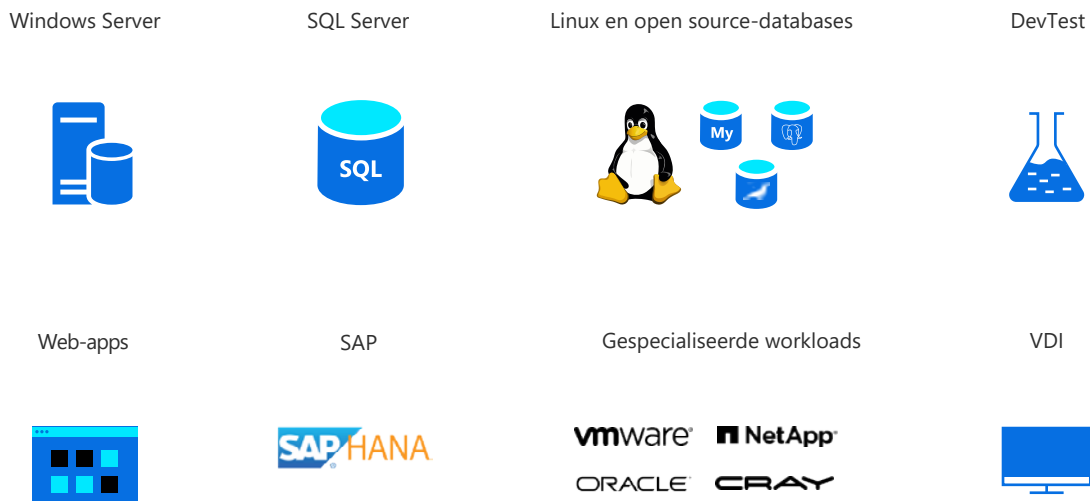 Windows Server
SQL Server
Linux en open source-databases
DevTest
SQL
My
Web-apps
SAP
Gespecialiseerde workloads
VDI
SAP HANA
vmware®
NetApp
ORACLE
CRAY